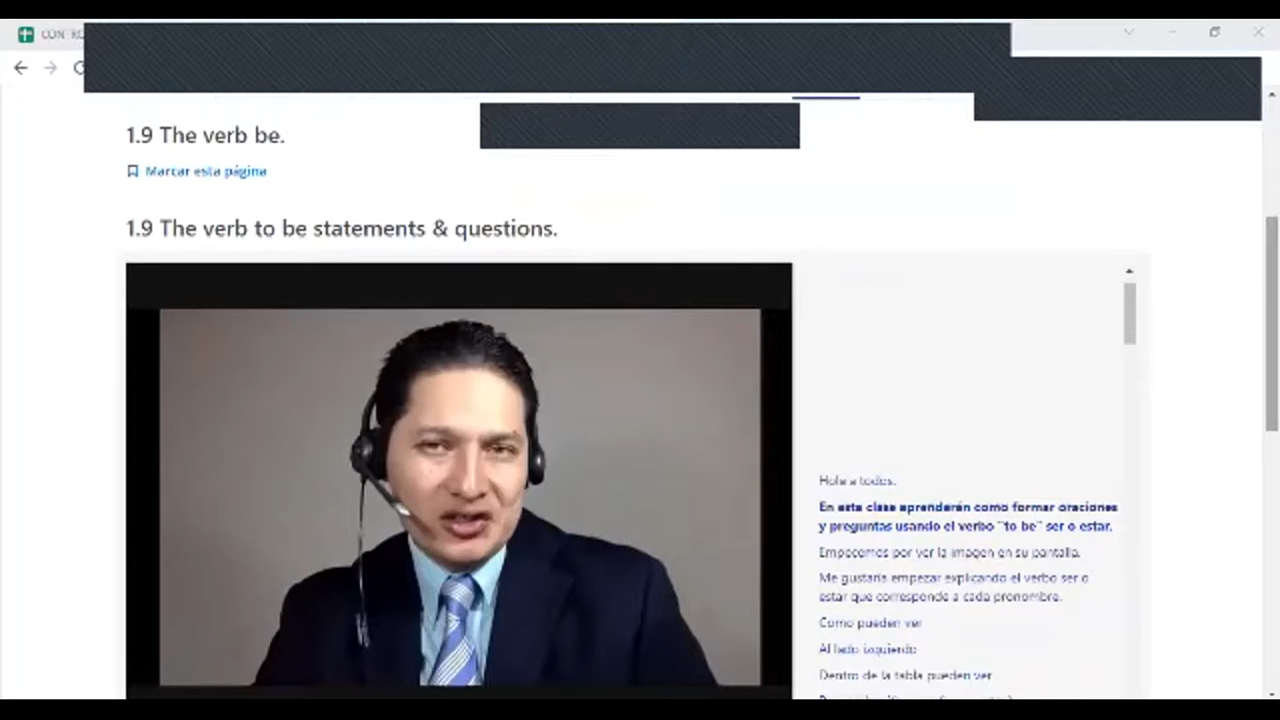 1.9 The verb be.
Marcar esta página
1.9 The verb to be statements & questions.
Hola a todos.
En esta clase aprenderán como formar oraciones
y preguntas usando el verbo "to be" ser o estar.
Empecemos por ver la imagen en su pantalla.
Me gustaría empezar explicando el verbo ser o
estar que corresponde a cada pronombre.
Como pueden ver
Al lado izquierdo
Dentro de la tabla pueden ver